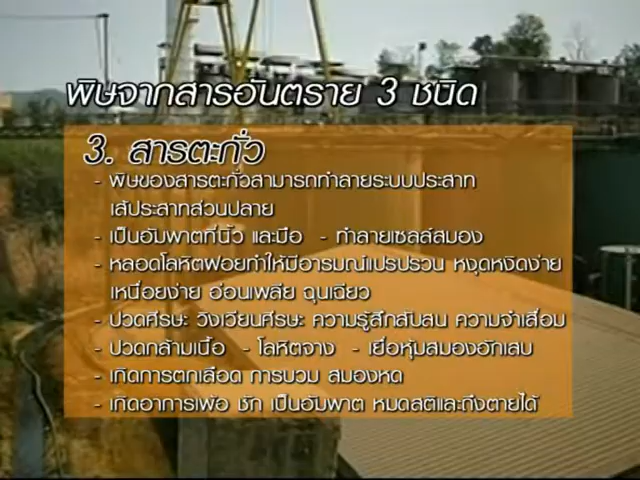 พิษจากสารอันตราย 3 ชนิด
3. สารตะกั่ว
- พิษของสารตะกั่วสามารถทำลายระบบประสาท
เส้ประสาทส่วนปลาย
- เป็นอัมพาตที่นิ้ว และมือ - ทำลายเซลล์สมอง
- หลอดโลหิตฝอยทำให้มีอารมณ์แปรปรวน หงุดหงิดง่าย
เหนื่อยง่าย อ่อนเพลีย ฉุนเฉียว
- ปวดศีรษะ วิงเวียนศีรษะ ความรู้สึกสับสน ความจำเสื่อม
- ปวดกล้ามเนื้อ - โลหิตจาง - เยื่อหุ้มสมองอักเสบ
- เกิดการตกเลือด การบวม สมองหด
- เกิดอาการเพ้อ ชัก เป็นอัมพาต หมดสติและถึงตายได้